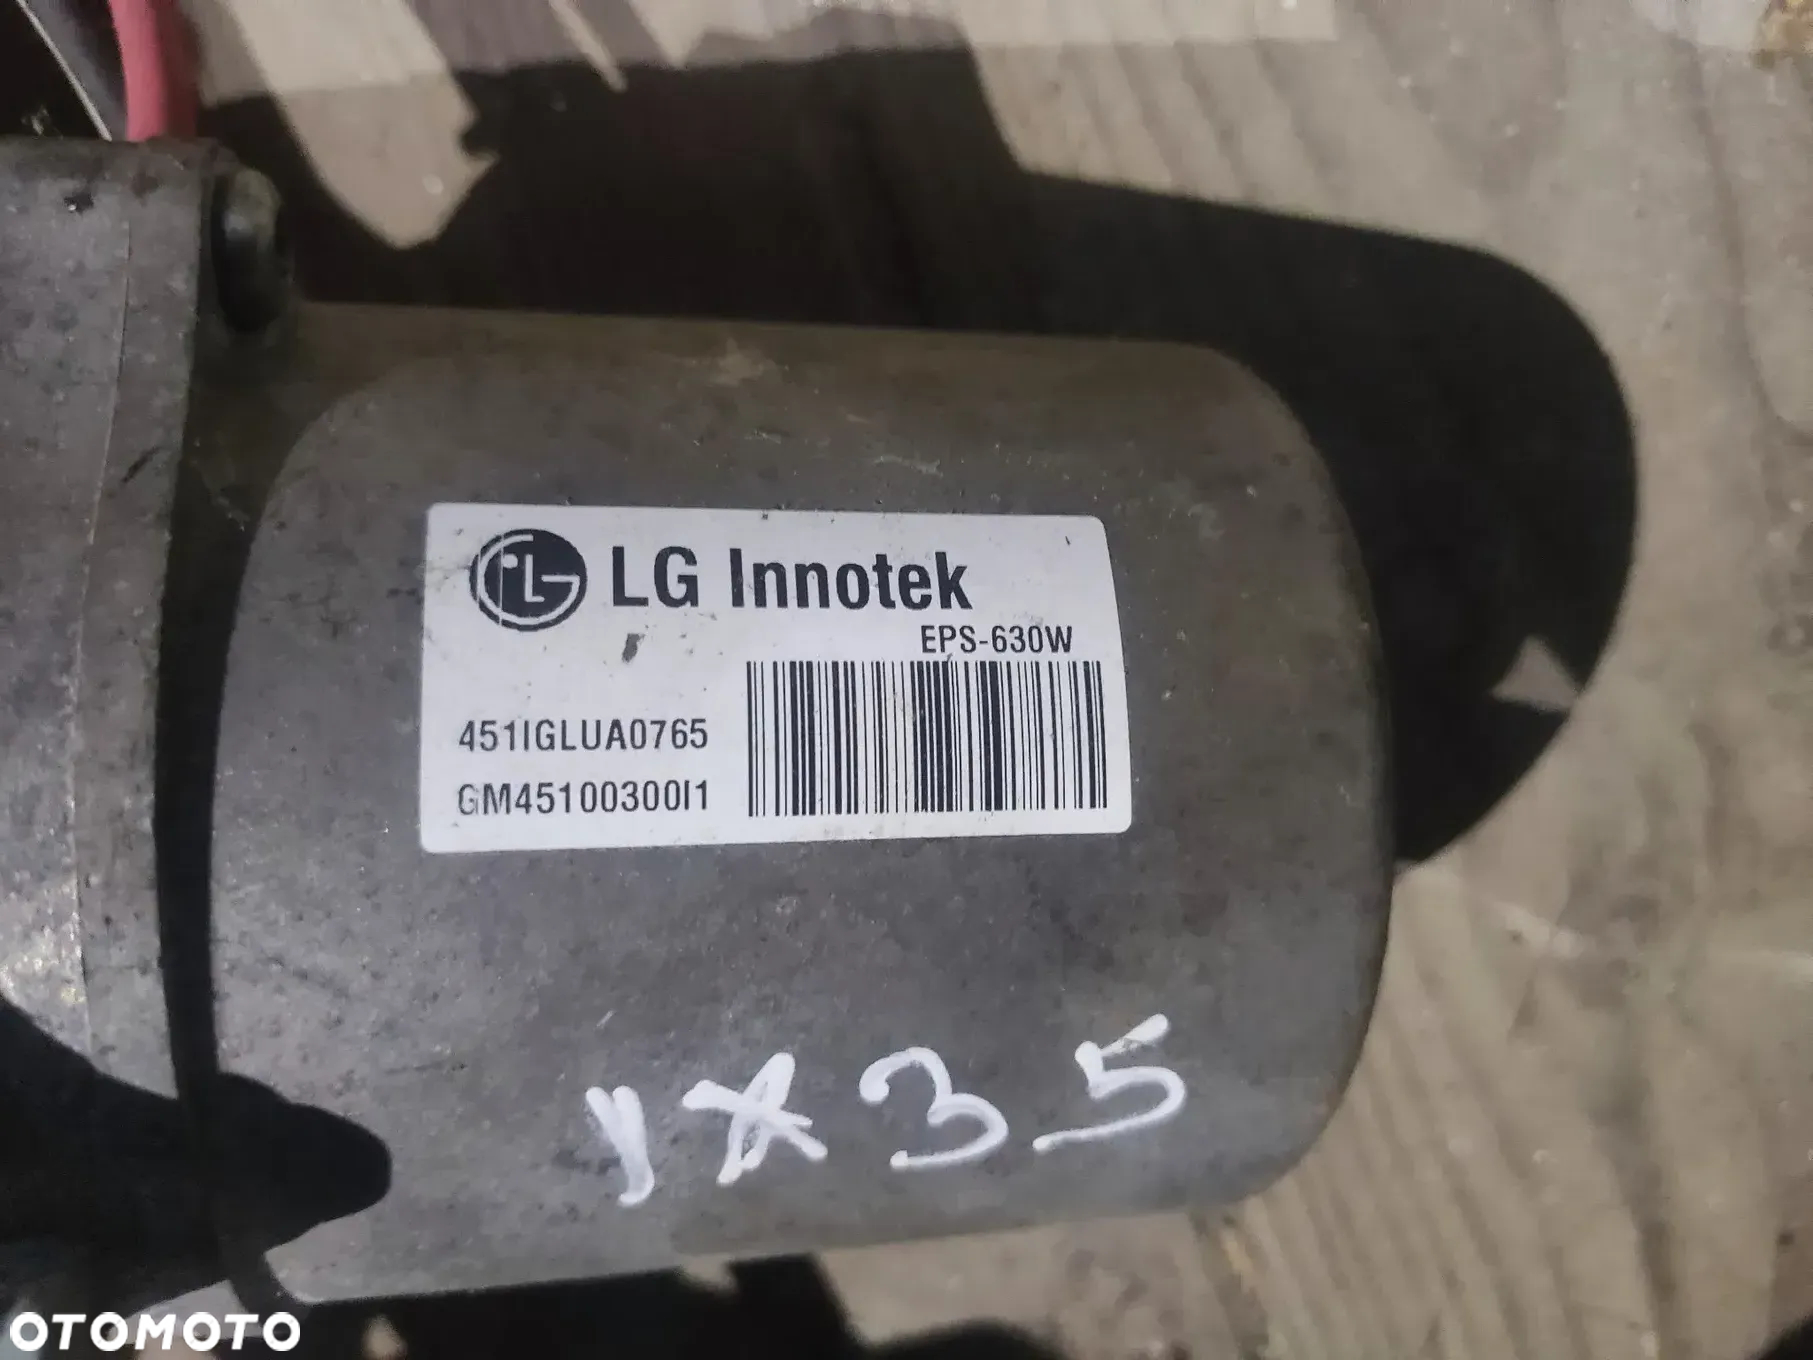 LG Innotek
EPS-630W
451IGLUA0765
GM45100300I1
ix35
OTOMOTO